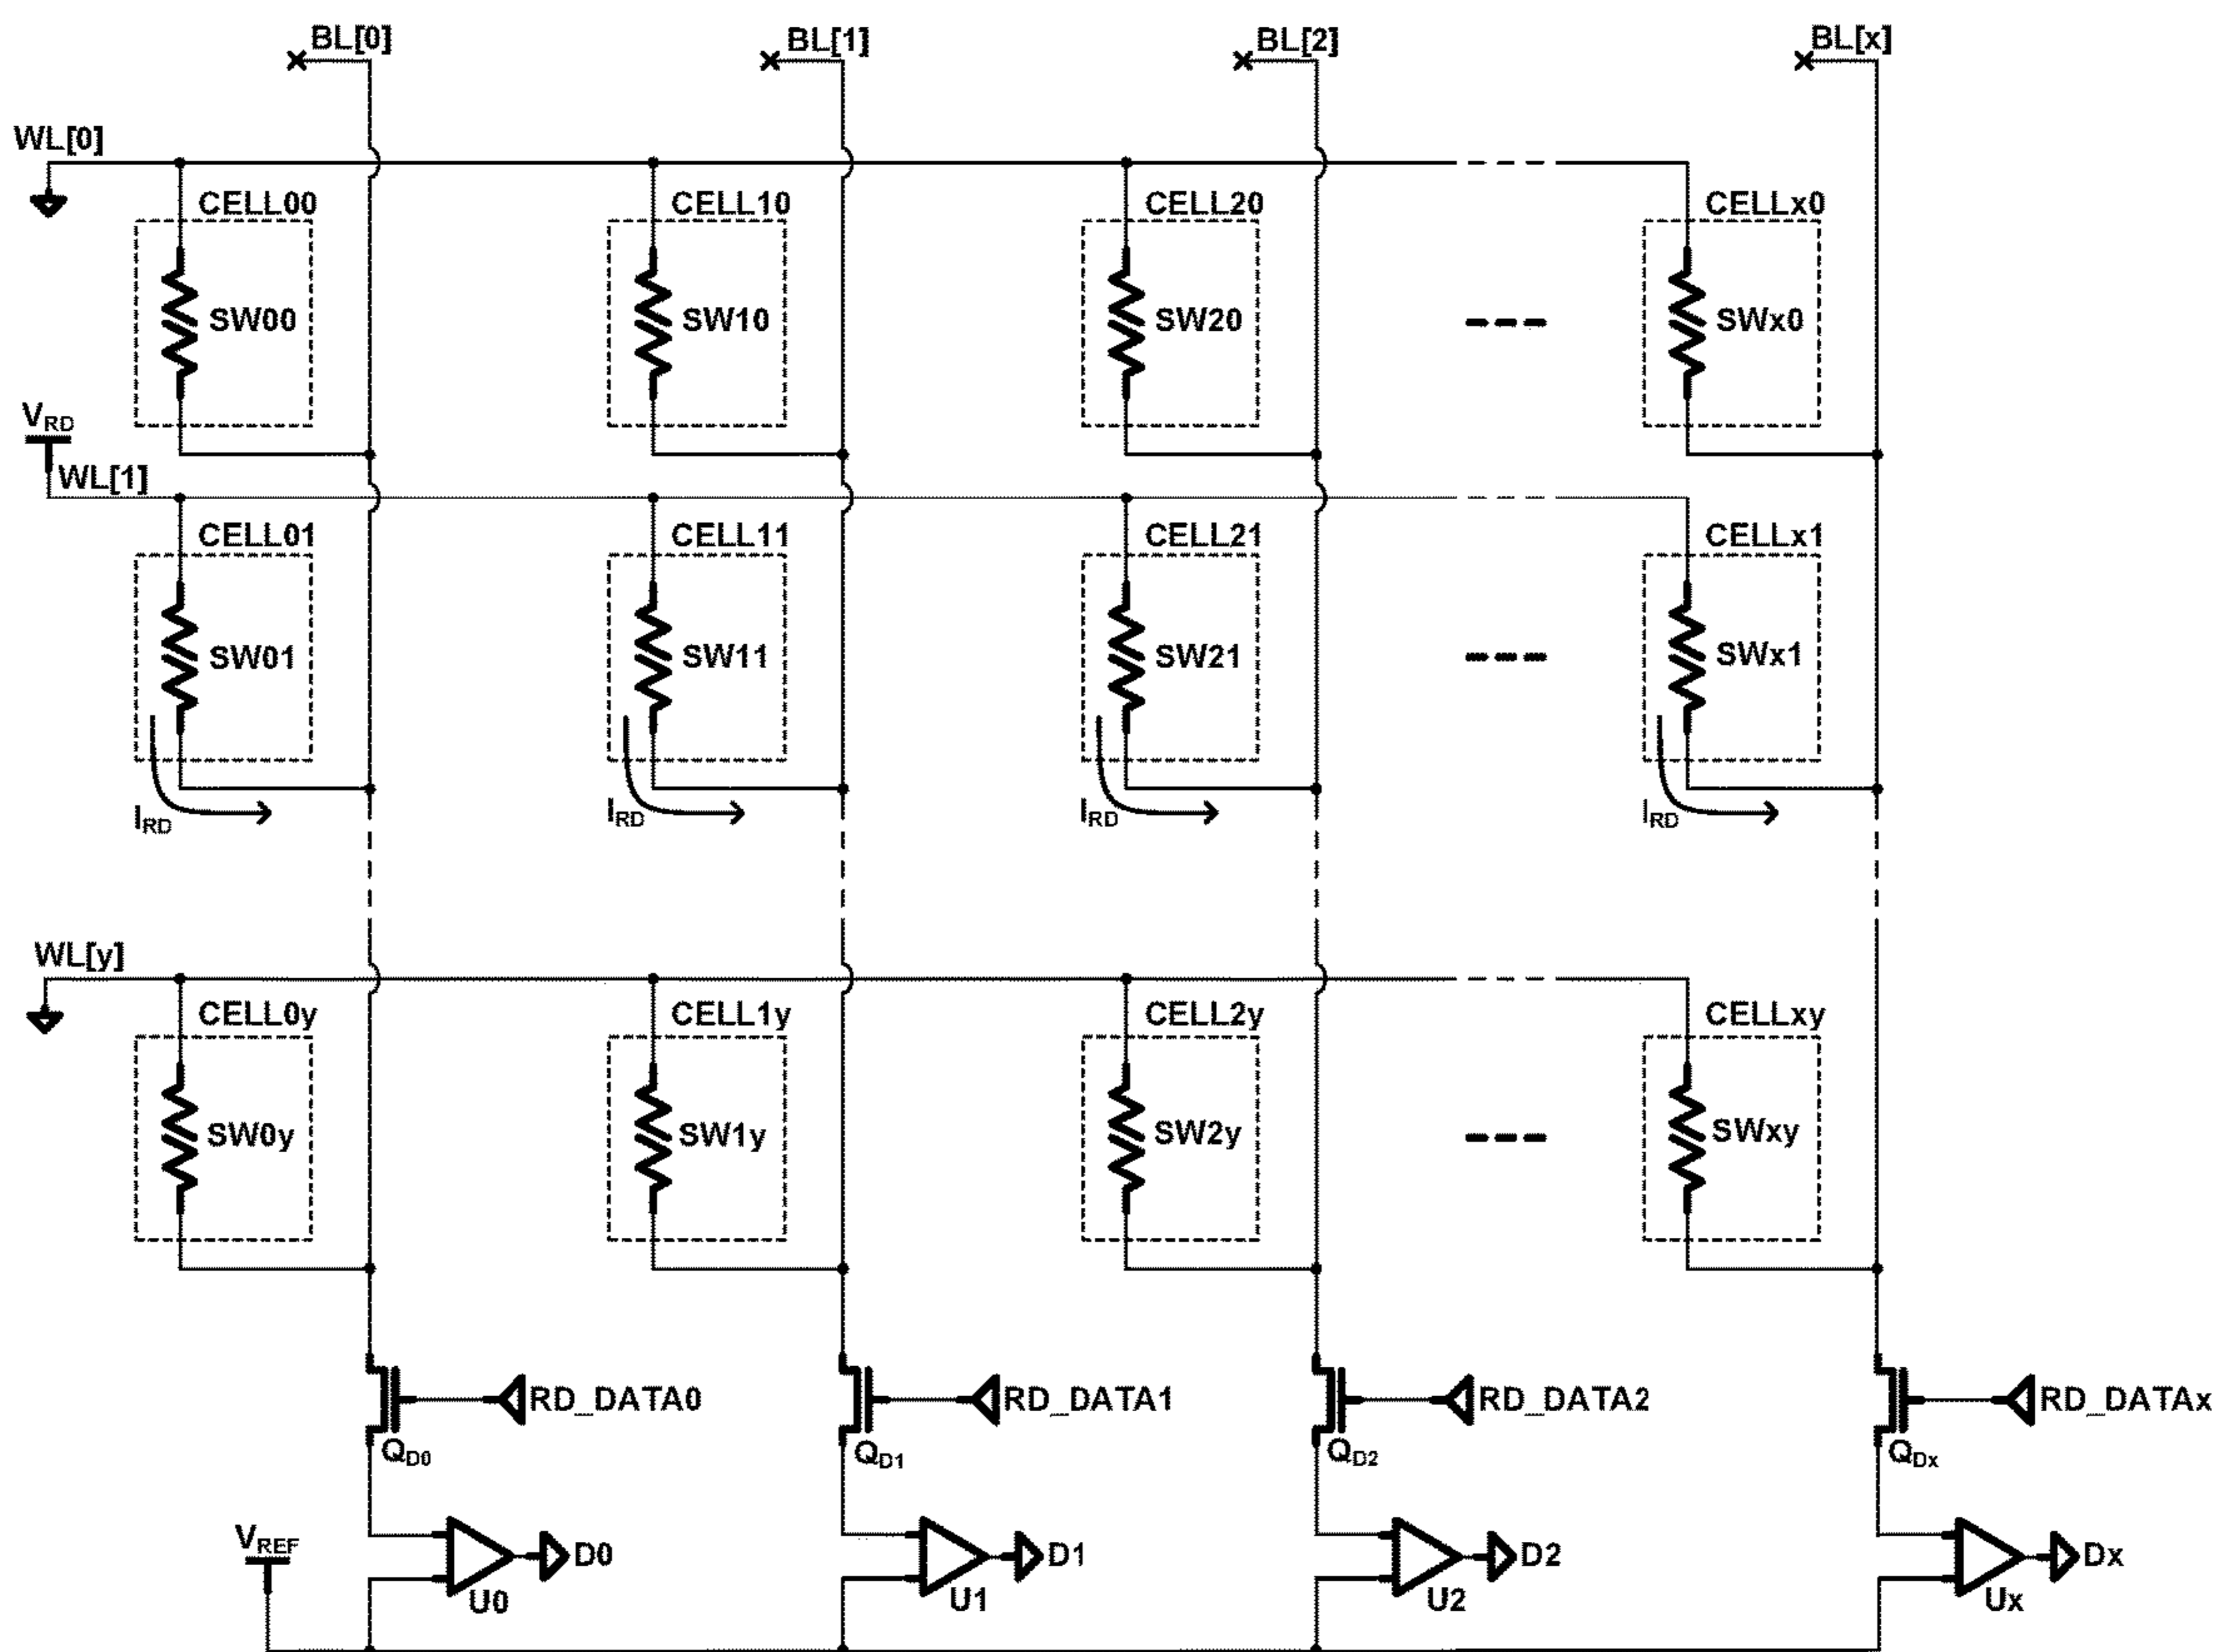 BL[0] BL[1] BL[2] BL[x]
WL[0]
CELL00 CELL10 CELL20 CELLx0
SW00 SW10 SW20 SWx0
VRD
WL[1]
CELL01 CELL11 CELL21 CELLx1
SW01 SW11 SW21 SWx1
IRD IRD IRD IRD
WL[y]
CELL0y CELL1y CELL2y CELLxy
SW0y SW1y SW2y SWxy
RD_DATA0 RD_DATA1 RD_DATA2 RD_DATAx
QD0 QD1 QD2 QDx
VREF
D0 D1 D2 Dx
U0 U1 U2 Ux